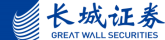 长城证券
GREAT WALL SECURITIES